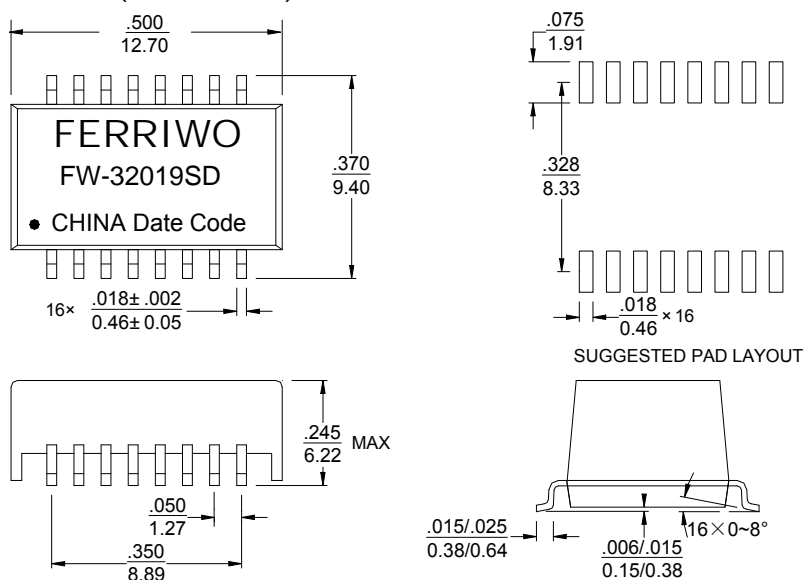 .500
12.70
FERRIWO
FW-32019SD
● CHINA Date Code
.370
9.40
16× .018± .002
0.46± 0.05
.075
1.91
.328
8.33
.018
0.46 × 16
SUGGESTED PAD LAYOUT
.245
6.22 MAX
.050
1.27
.350
8.89
16×0~8°
.015/.025
0.38/0.64
.006/.015
0.15/0.38